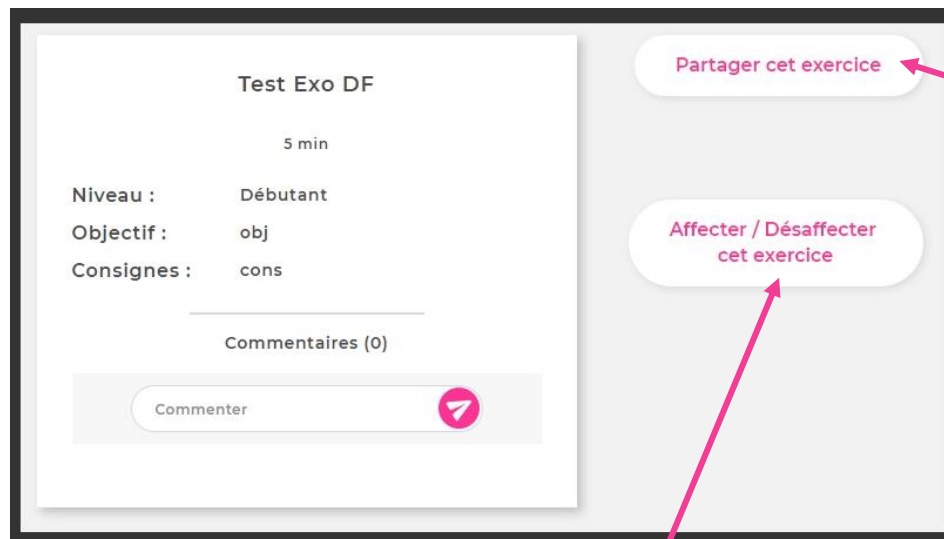 Test Exo DF
5 min
Niveau : Débutant
Objectif : obj
Consignes : cons
Commentaires (0)
Commenter
Partager cet exercice
Affecter / Désaffecter
cet exercice